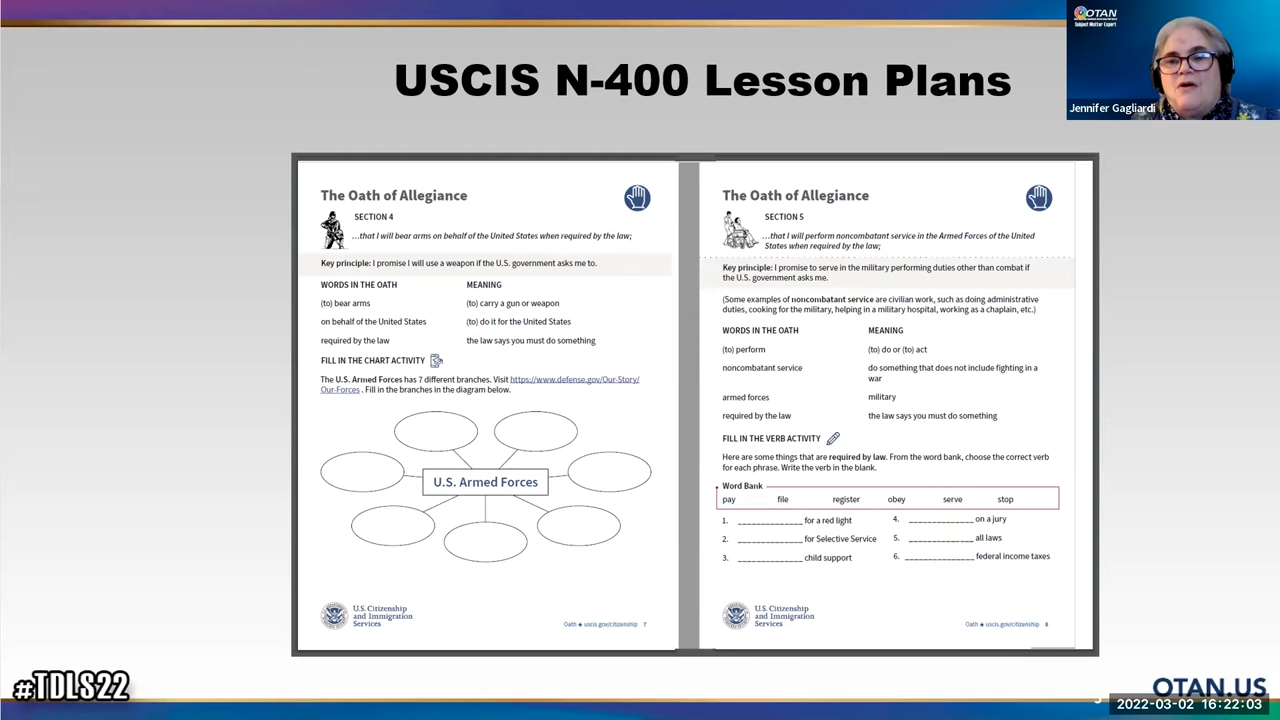 OTAN
Subject Matter Expert
Jennifer Gagliardi
USCIS N-400 Lesson Plans
The Oath of Allegiance
SECTION 4
...that I will bear arms on behalf of the United States when required by the law;
Key principle: I promise I will use a weapon if the U.S. government asks me to.
WORDS IN THE OATH MEANING
(to) bear arms (to) carry a gun or weapon
on behalf of the United States (to) do it for the United States
required by the law the law says you must do something
FILL IN THE CHART ACTIVITY
The U.S. Armed Forces has 7 different branches. Visit https://www.defense.gov/Our-Story/
Our-Forces . Fill in the branches in the diagram below.
U.S. Armed Forces
U.S. Citizenship
and Immigration
Services
Oath ★ uscis.gov/citizenship 7
The Oath of Allegiance
SECTION 5
...that I will perform noncombatant service in the Armed Forces of the United
States when required by the law;
Key principle: I promise to serve in the military performing duties other than combat if
the U.S. government asks me.
(Some examples of noncombatant service are civilian work, such as doing administrative
duties, cooking for the military, helping in a military hospital, working as a chaplain, etc.)
WORDS IN THE OATH MEANING
(to) perform (to) do or (to) act
noncombatant service do something that does not include fighting in a
war
armed forces military
required by the law the law says you must do something
FILL IN THE VERB ACTIVITY
Here are some things that are required by law. From the word bank, choose the correct verb
for each phrase. Write the verb in the blank.
Word Bank
pay file register obey serve stop
1. ______________ for a red light 4. ______________ on a jury
2. ______________ for Selective Service 5. ______________ all laws
3. ______________ child support 6. ______________ federal income taxes
U.S. Citizenship
and Immigration
Services
Oath ★ uscis.gov/citizenship 8
#TDLS22
OTAN.US
2022-03-02 16:22:03